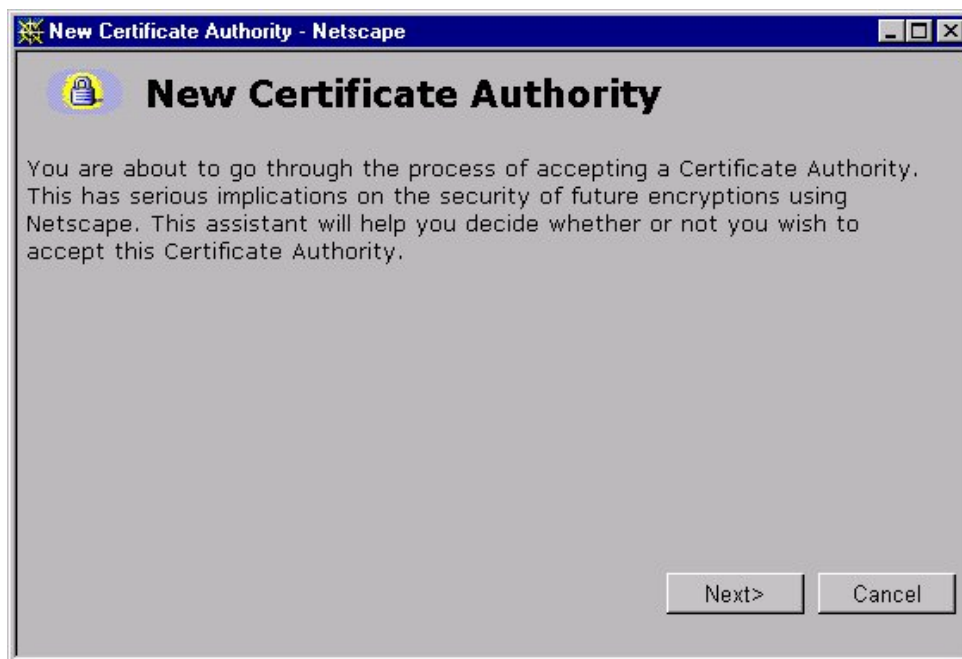 New Certificate Authority - Netscape
New Certificate Authority
You are about to go through the process of accepting a Certificate Authority.
This has serious implications on the security of future encryptions using
Netscape. This assistant will help you decide whether or not you wish to
accept this Certificate Authority.
Next>
Cancel